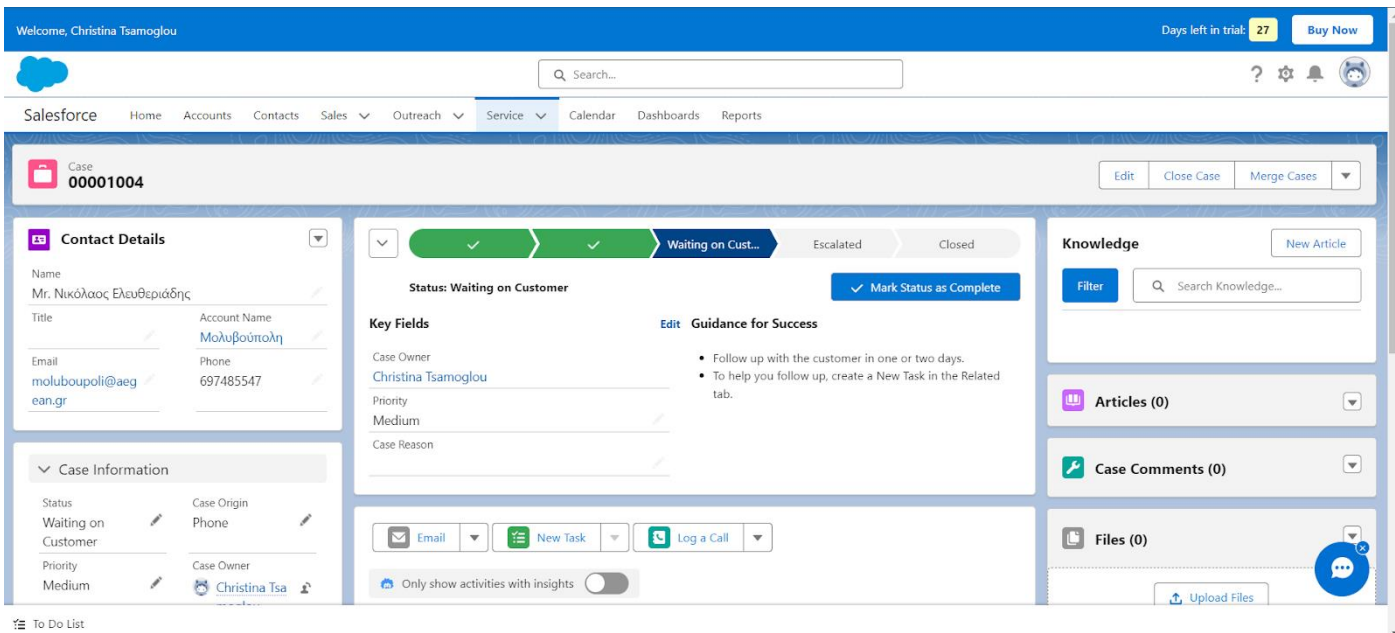 Welcome, Christina Tsamoglou
Days left in trial: 27
Buy Now
Search...
Salesforce Home Accounts Contacts Sales Outreach Service Calendar Dashboards Reports
Case
00001004
Edit Close Case Merge Cases
Contact Details
Name
Mr. Νικόλαος Ελευθεριάδης
Title Account Name
Μολυβούπολη
Email Phone
moluboupoli@aeg 697485547
ean.gr
Case Information
Status Case Origin
Waiting on Phone
Customer
Priority Case Owner
Medium Christina Tsa
Waiting on Cust... Escalated Closed
Status: Waiting on Customer
Mark Status as Complete
Key Fields Edit
Case Owner
Christina Tsamoglou
Priority
Medium
Case Reason
Guidance for Success
Follow up with the customer in one or two days.
To help you follow up, create a New Task in the Related
tab.
Email New Task Log a Call
Only show activities with insights
Knowledge New Article
Filter Search Knowledge...
Articles (0)
Case Comments (0)
Files (0)
Upload Files
To Do List